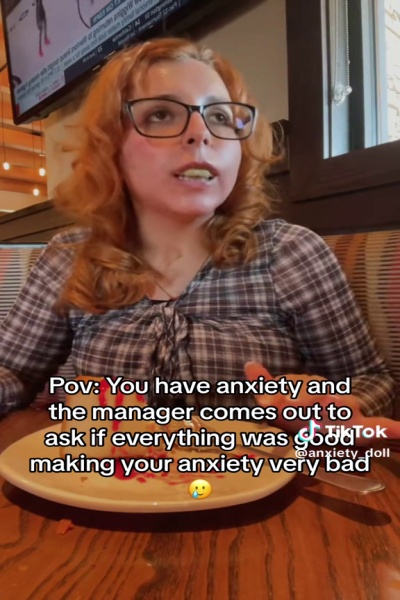 Pov: You have anxiety and
the manager comes out to
ask if everything was good
making your anxiety very bad
🥲
TikTok
@anxiety_doll